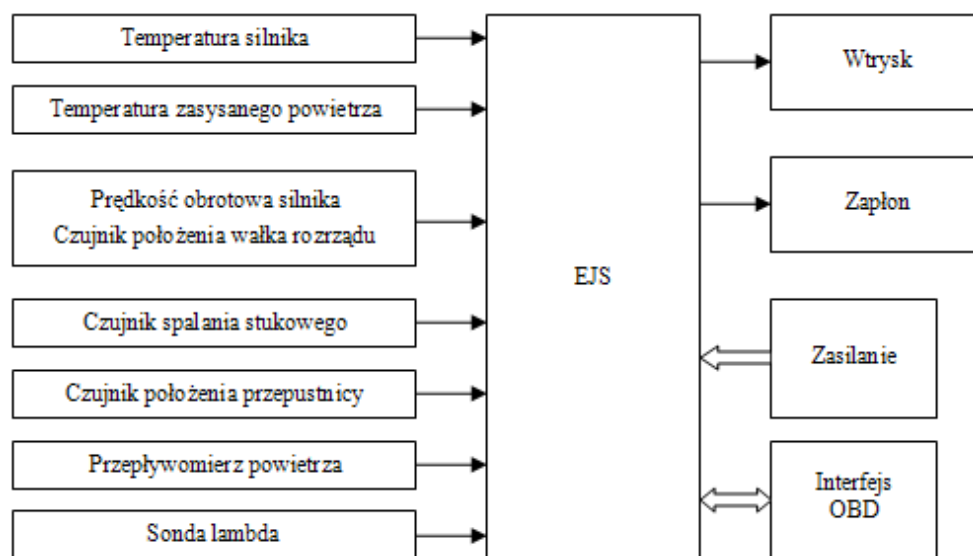 Temperatura silnika
Temperatura zasysanego powietrza
Prędkość obrotowa silnika
Czujnik położenia wałka rozrządu
Czujnik spalania stukowego
Czujnik położenia przepustnicy
Przepływomierz powietrza
Sonda lambda
EJS
Wtrysk
Zapłon
Zasilanie
Interfejs
OBD